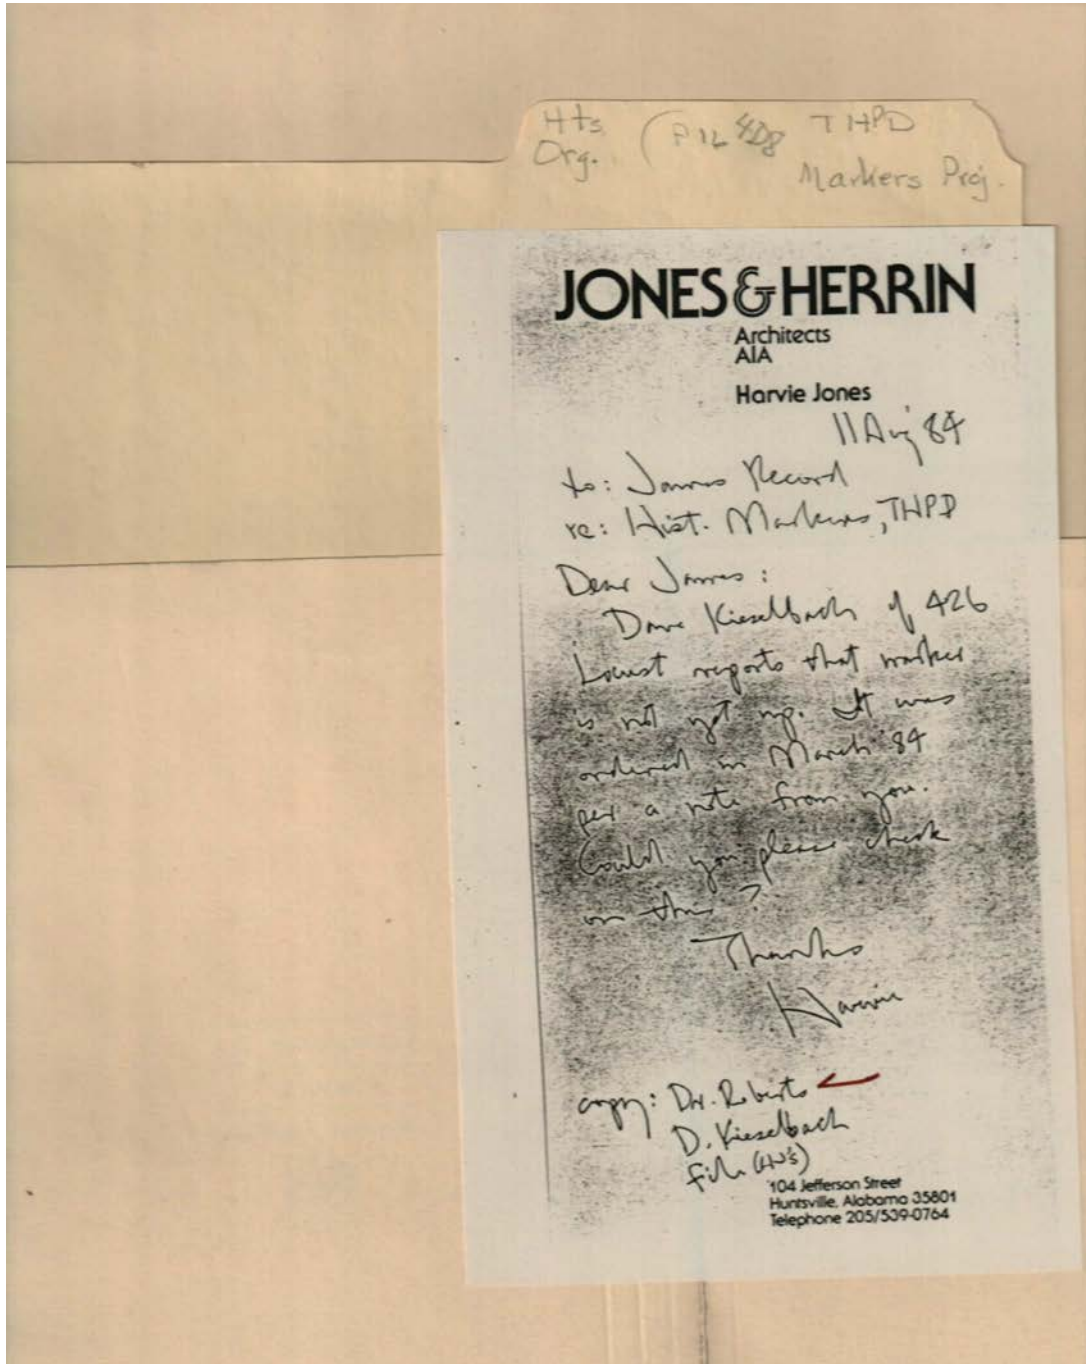 Hts. (P16 4D8 THPD
Org. Markers Proj.
JONES & HERRIN
Architects
AIA
Harvie Jones
11 Aug 84
to: James Record
re: Hist. Markers, THPD
Dear James:
Dave Kieselbach of 426
Locust reports that marker
is not yet up. It was
ordered in March '84
per a note from you.
Could you please check
on this?
Thanks
Harvie
copy: Dr. Roberts
D. Kieselbach
file (HJ's)
104 Jefferson Street
Huntsville, Alabama 35801
Telephone 205/539-0764